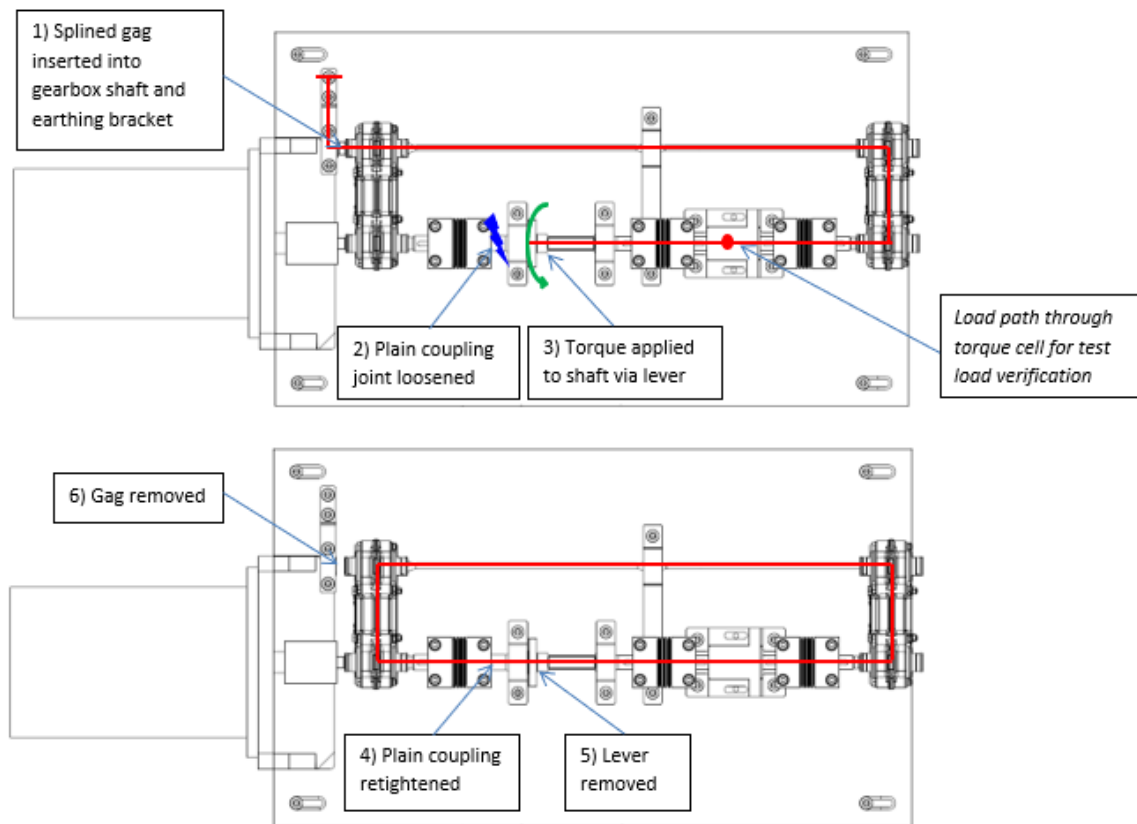 1) Splined gag
inserted into
gearbox shaft and
earthing bracket
2) Plain coupling
joint loosened
3) Torque applied
to shaft via lever
Load path through
torque cell for test
load verification
6) Gag removed
4) Plain coupling
retightened
5) Lever
removed